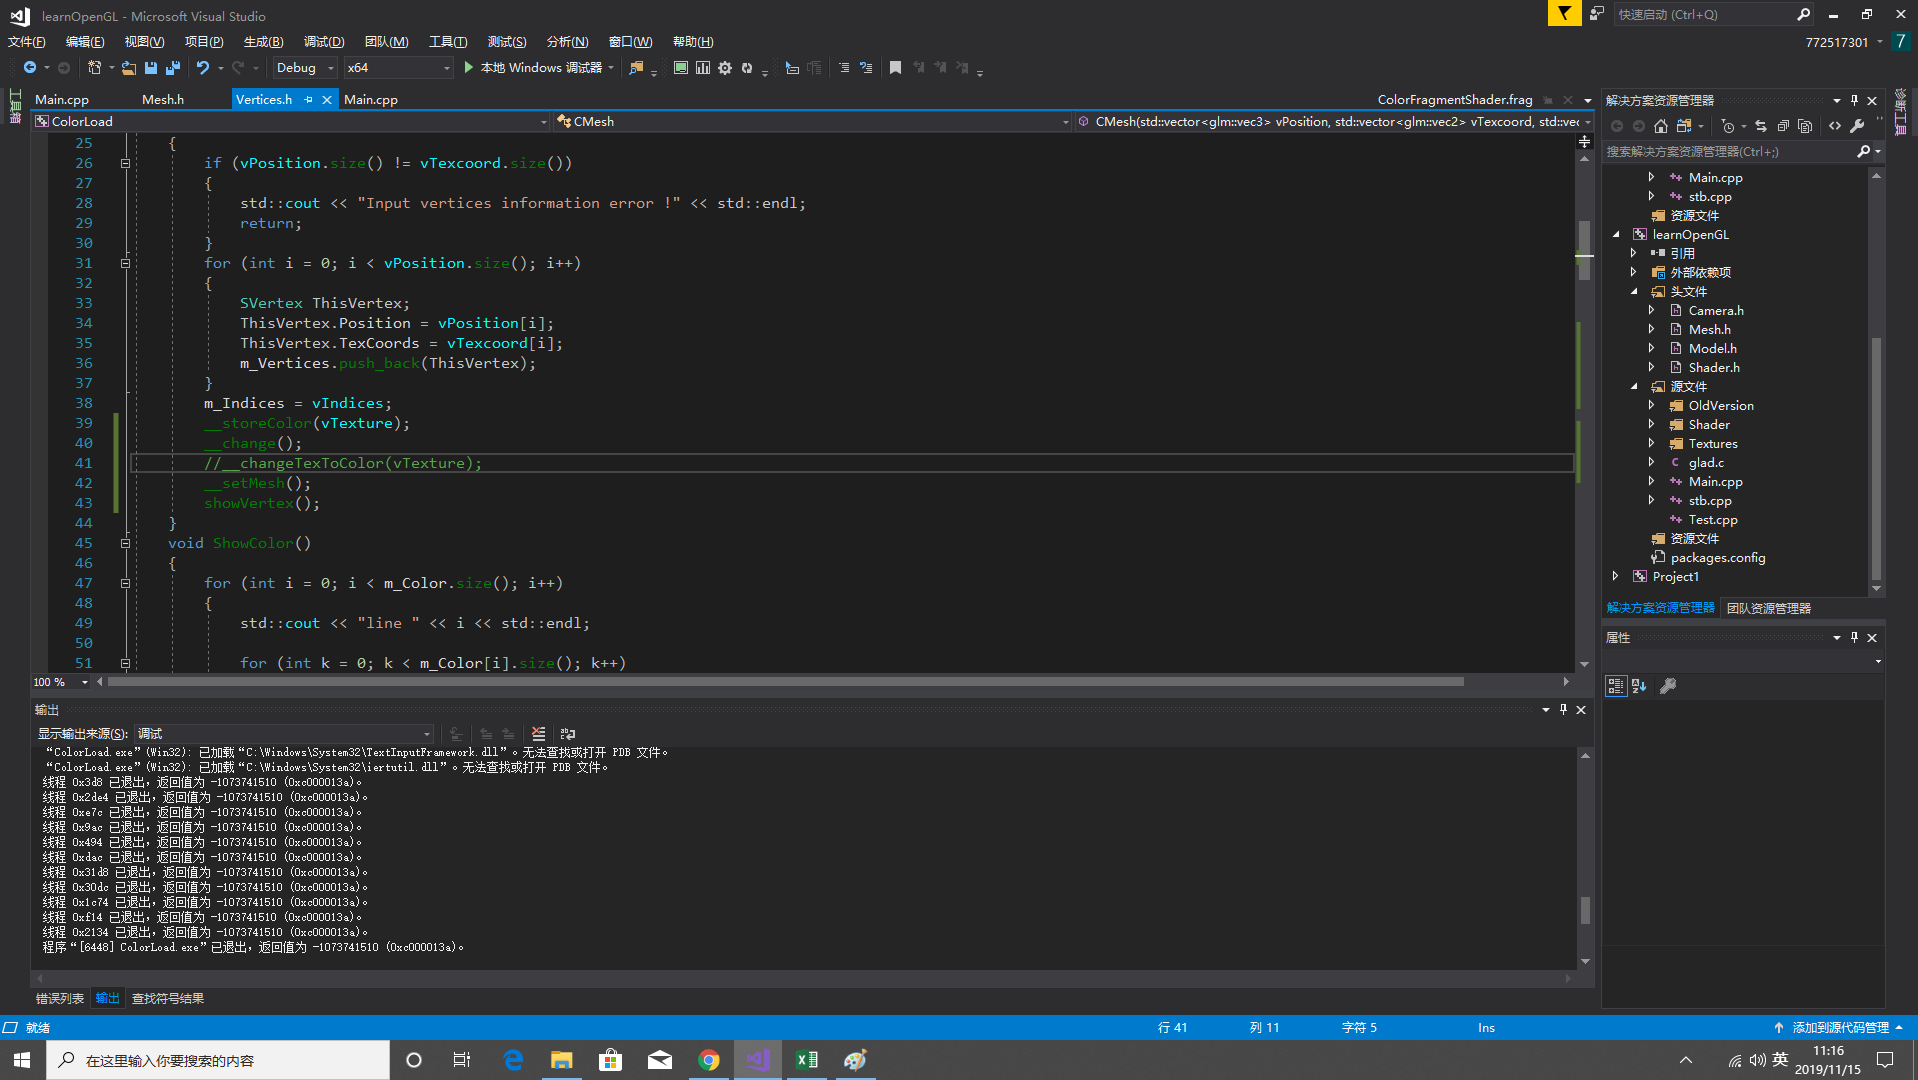 learnOpenGL - Microsoft Visual Studio
快速启动 (Ctrl+Q)
文件(F) 编辑(E) 视图(V) 项目(P) 生成(B) 调试(D) 团队(M) 工具(T) 测试(S) 分析(N) 窗口(W) 帮助(H)
772517301
7
Debug x64 本地 Windows 调试器
工具箱
Main.cpp Mesh.h Vertices.h Main.cpp ColorFragmentShader.frag
ColorLoad CMesh CMesh(std::vector<glm::vec3> vPosition, std::vector<glm::vec2> vTexcoord, std::vec
25 {
26 if (vPosition.size() != vTexcoord.size())
27 {
28 std::cout << "Input vertices information error !" << std::endl;
29 return;
30 }
31 for (int i = 0; i < vPosition.size(); i++)
32 {
33 SVertex ThisVertex;
34 ThisVertex.Position = vPosition[i];
35 ThisVertex.TexCoords = vTexcoord[i];
36 m_Vertices.push_back(ThisVertex);
37 }
38 m_Indices = vIndices;
39 __storeColor(vTexture);
40 __change();
41 //__changeTexToColor(vTexture);
42 __setMesh();
43 showVertex();
44 }
45 void ShowColor()
46 {
47 for (int i = 0; i < m_Color.size(); i++)
48 {
49 std::cout << "line " << i << std::endl;
50
51 for (int k = 0; k < m_Color[i].size(); k++)
100 %
输出
显示输出来源(S): 调试
“ColorLoad.exe”(Win32): 已加载“C:\Windows\System32\TextInputFramework.dll”。无法查找或打开 PDB 文件。
“ColorLoad.exe”(Win32): 已加载“C:\Windows\System32\iertutil.dll”。无法查找或打开 PDB 文件。
线程 0x3d8 已退出，返回值为 -1073741510 (0xc000013a)。
线程 0x2de4 已退出，返回值为 -1073741510 (0xc000013a)。
线程 0xe7c 已退出，返回值为 -1073741510 (0xc000013a)。
线程 0x9ac 已退出，返回值为 -1073741510 (0xc000013a)。
线程 0x494 已退出，返回值为 -1073741510 (0xc000013a)。
线程 0xdac 已退出，返回值为 -1073741510 (0xc000013a)。
线程 0x31d8 已退出，返回值为 -1073741510 (0xc000013a)。
线程 0x30dc 已退出，返回值为 -1073741510 (0xc000013a)。
线程 0x1c74 已退出，返回值为 -1073741510 (0xc000013a)。
线程 0xf14 已退出，返回值为 -1073741510 (0xc000013a)。
线程 0x2134 已退出，返回值为 -1073741510 (0xc000013a)。
程序“[6448] ColorLoad.exe”已退出，返回值为 -1073741510 (0xc000013a)。
错误列表 输出 查找符号结果
解决方案资源管理器
搜索解决方案资源管理器(Ctrl+;)
Main.cpp
stb.cpp
资源文件
learnOpenGL
引用
外部依赖项
头文件
Camera.h
Mesh.h
Model.h
Shader.h
源文件
OldVersion
Shader
Textures
glad.c
Main.cpp
stb.cpp
Test.cpp
资源文件
packages.config
Project1
解决方案资源管理器 团队资源管理器
属性
诊断工具
就绪 行 41 列 11 字符 5 Ins 添加到源代码管理
在这里输入你要搜索的内容
英
11:16
2019/11/15